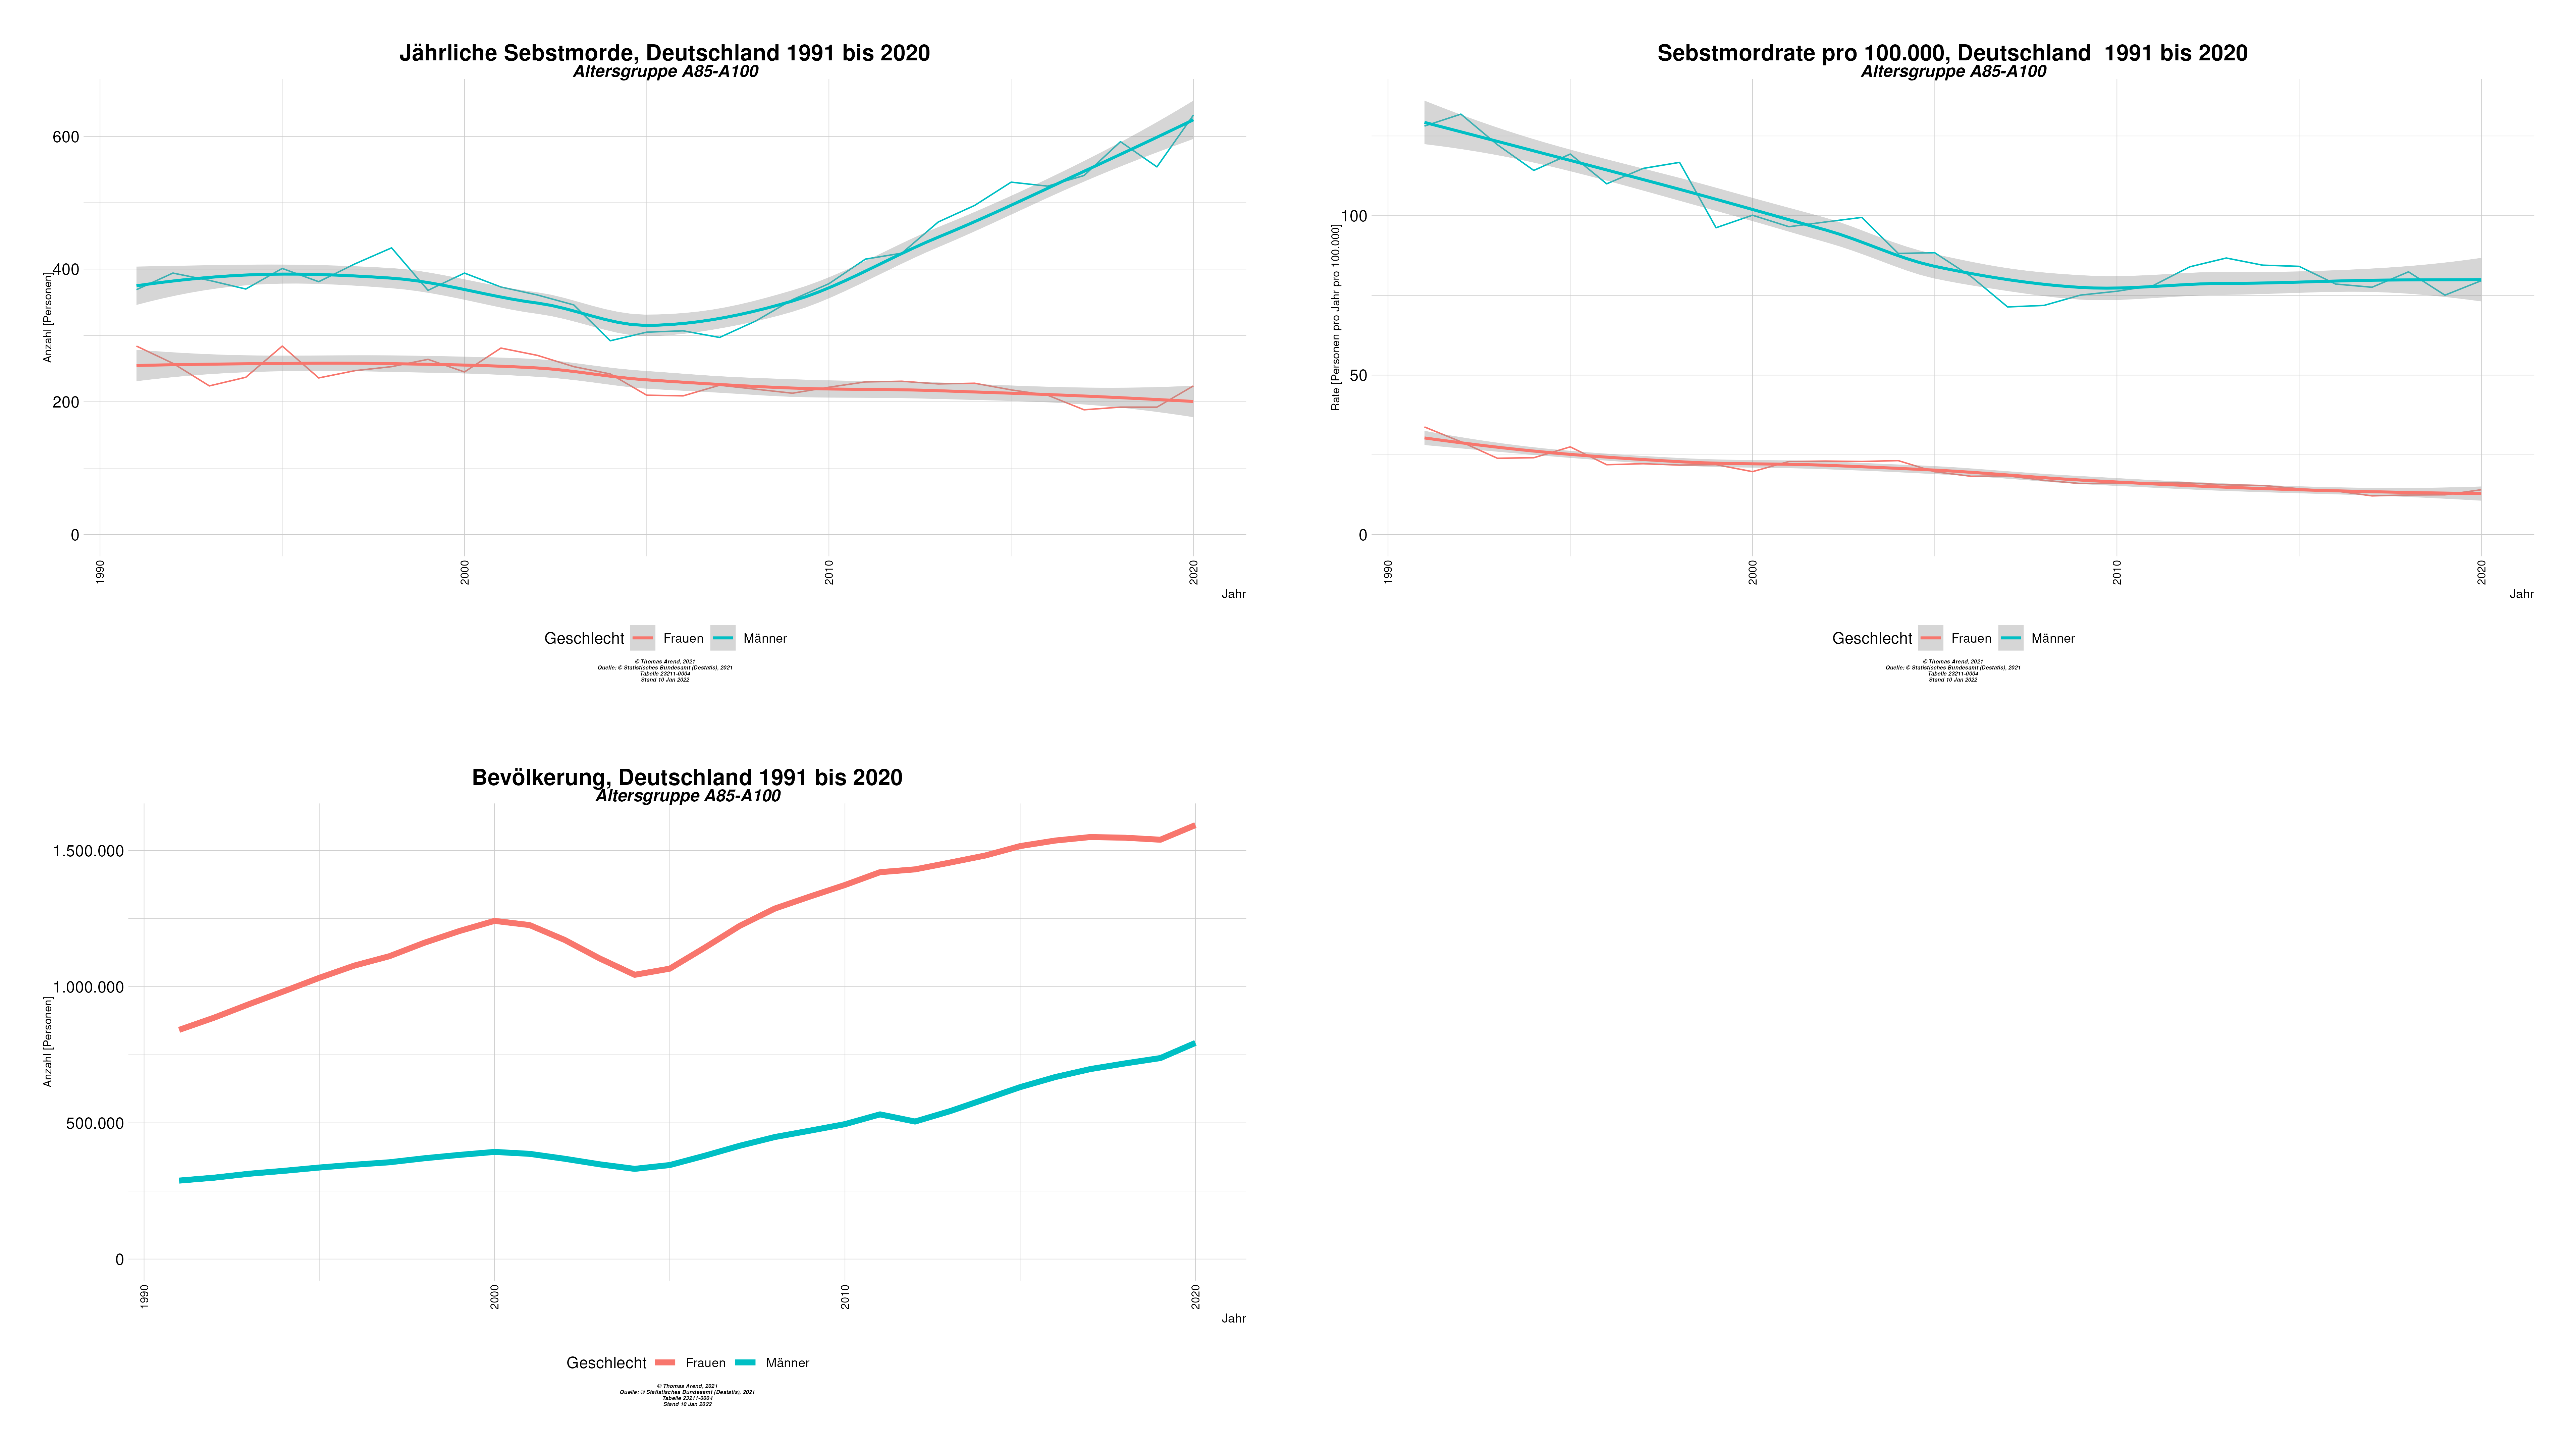 Jährliche Sebstmorde, Deutschland 1991 bis 2020
Altersgruppe A85-A100
Anzahl [Personen]
600
400
200
0
1990
2000
2010
2020
Jahr
Geschlecht Frauen Männer
© Thomas Arend, 2021
Quelle: © Statistisches Bundesamt (Destatis), 2021
Tabelle 23211-0004
Stand 10 Jan 2022
Sebstmordrate pro 100.000, Deutschland  1991 bis 2020
Altersgruppe A85-A100
Rate [Personen pro Jahr pro 100.000]
100
50
0
1990
2000
2010
2020
Jahr
Geschlecht Frauen Männer
© Thomas Arend, 2021
Quelle: © Statistisches Bundesamt (Destatis), 2021
Tabelle 23211-0004
Stand 10 Jan 2022
Bevölkerung, Deutschland 1991 bis 2020
Altersgruppe A85-A100
Anzahl [Personen]
1.500.000
1.000.000
500.000
0
1990
2000
2010
2020
Jahr
Geschlecht Frauen Männer
© Thomas Arend, 2021
Quelle: © Statistisches Bundesamt (Destatis), 2021
Tabelle 23211-0004
Stand 10 Jan 2022